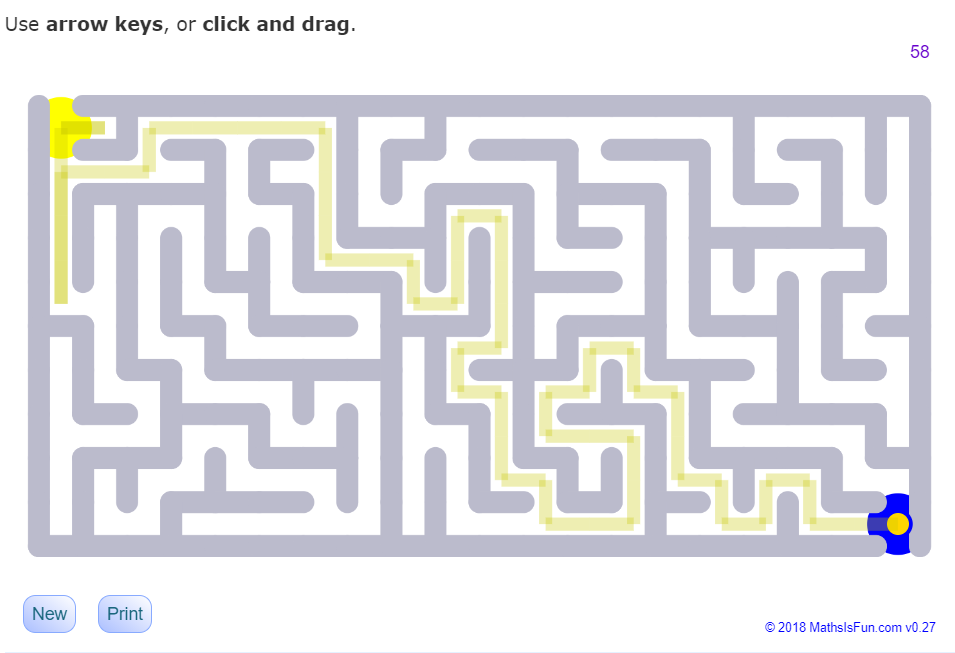 Use arrow keys, or click and drag.
58
New
Print
© 2018 MathsIsFun.com v0.27